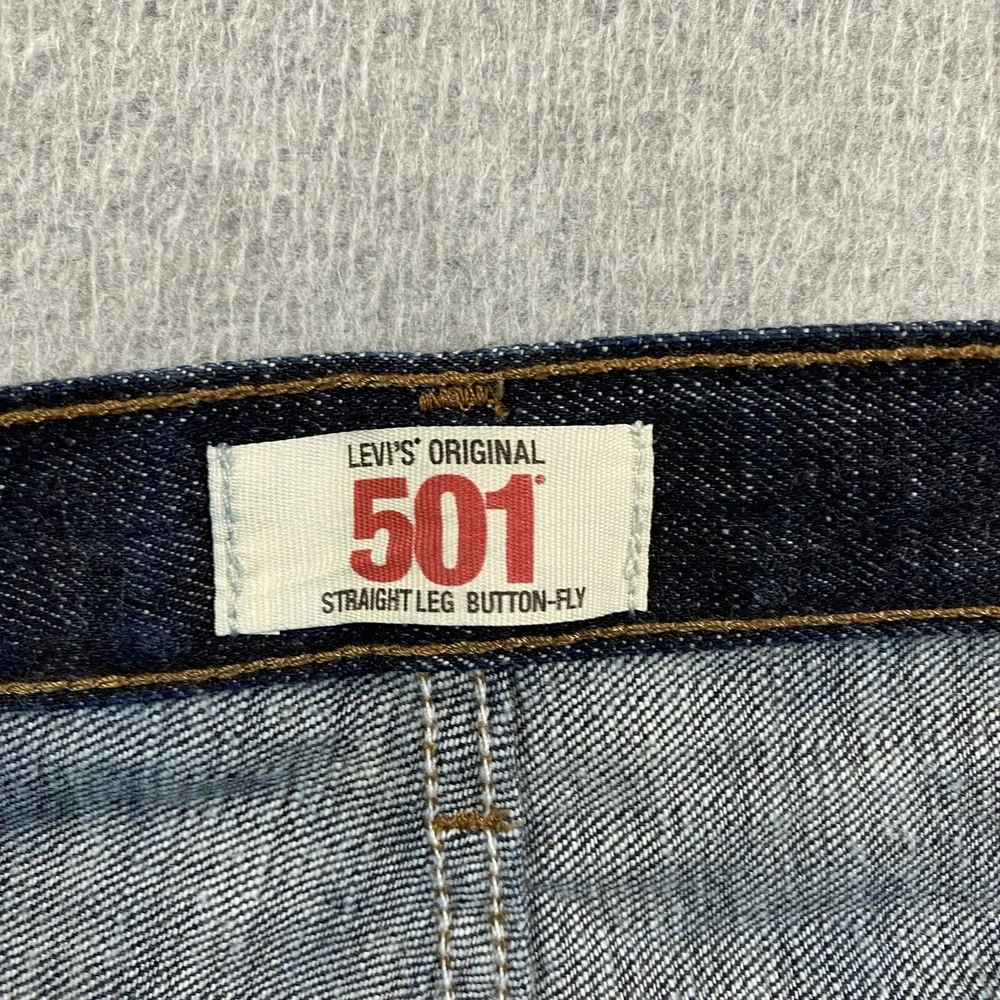 LEVI'S® ORIGINAL
501®
STRAIGHT LEG BUTTON-FLY